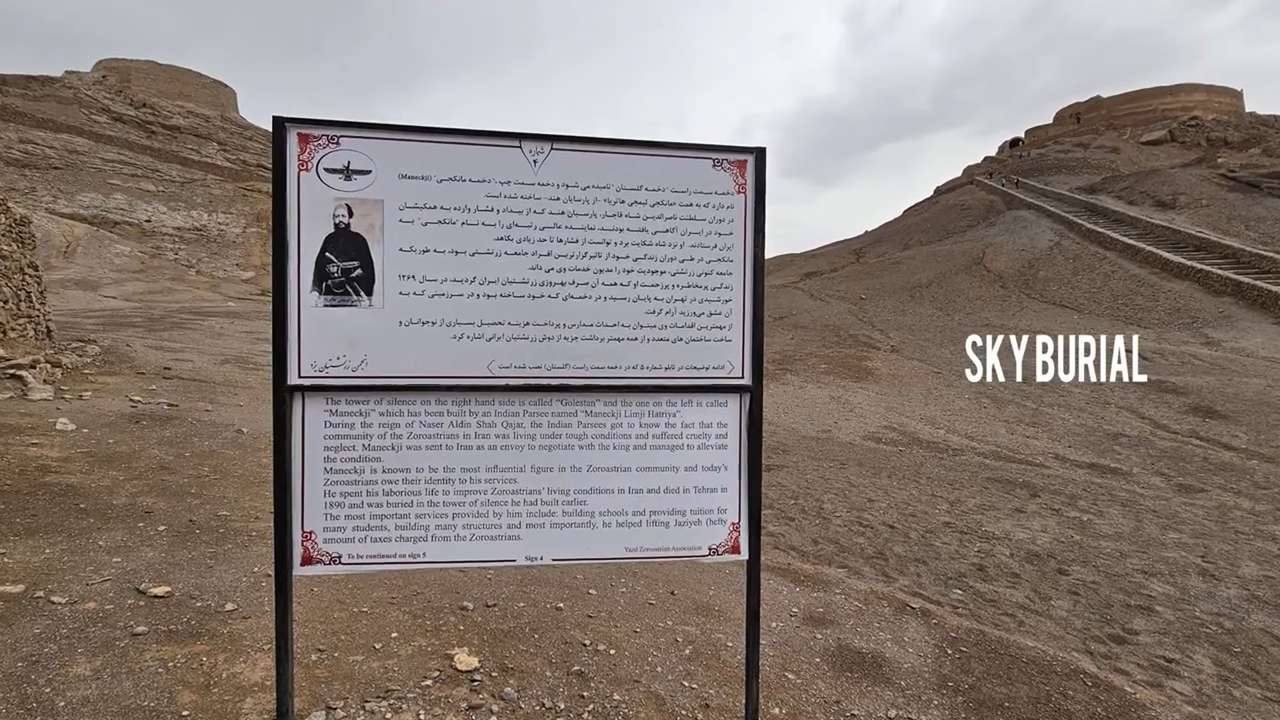 شماره
۴
دخمه سمت راست "دخمه گلستان" نامیده می شود و دخمه سمت چپ،" دخمه مانکجی" (Maneckji)
نام دارد که به همت «مانکجی لیمجی هاتریا» -از پارسایان هند- ساخته شده است.
در دوران سلطنت ناصرالدین شاه قاجار، پارسیان هند که از بیداد و فشار وارده به همکیشان
خود در ایران آگاهی یافته بودند، نماینده عالی رتبه‌ای را به نام "مانکجی" به
ایران فرستادند. او نزد شاه شکایت برد و توانست از فشارها تا حد زیادی بکاهد.
مانکجی در طی دوران زندگی خود از تاثیرگزارترین افراد جامعه زرتشتی بود، به طوریکه
جامعه کنونی زرتشتی، موجودیت خود را مدیون خدمات وی می داند.
زندگی پرمخاطره و پرزحمت او که همه آن صرف بهروزی زرتشتیان ایران گردید، در سال ۱۲۶۹
خورشیدی در تهران به پایان رسید و در دخمه‌ای که خود ساخته بود و در سرزمینی که به
آن عشق می‌ورزید آرام گرفت.
از مهمترین اقدامات وی میتوان به احداث مدارس و پرداخت هزینه تحصیل بسیاری از نوجوانان و
ساخت ساختمان های متعدد و از همه مهمتر برداشت جزیه از دوش زرتشتیان ایرانی اشاره کرد.
ادامه توضیحات در تابلو شماره ۵ که در دخمه سمت راست (گلستان) نصب شده است
انجمن زرتشتیان یزد
The tower of silence on the right hand side is called “Golestan” and the one on the left is called
“Maneckji” which has been built by an Indian Parsee named “Maneckji Limji Hatriya”.
During the reign of Naser Aldin Shah Qajar, the Indian Parsees got to know the fact that the
community of the Zoroastrians in Iran was living under tough conditions and suffered cruelty and
neglect. Maneckji was sent to Iran as an envoy to negotiate with the king and managed to alleviate
the condition.
Maneckji is known to be the most influential figure in the Zoroastrian community and today’s
Zoroastrians owe their identity to his services.
He spent his laborious life to improve Zoroastrians’ living conditions in Iran and died in Tehran in
1890 and was buried in the tower of silence he had built earlier.
The most important services provided by him include: building schools and providing tuition for
many students, building many structures and most importantly, he helped lifting Jaziyeh (hefty
amount of taxes charged from the Zoroastrians.
Yazd Zoroastrian Association
To be continued on sign 5
Sign 4
SKY BURIAL